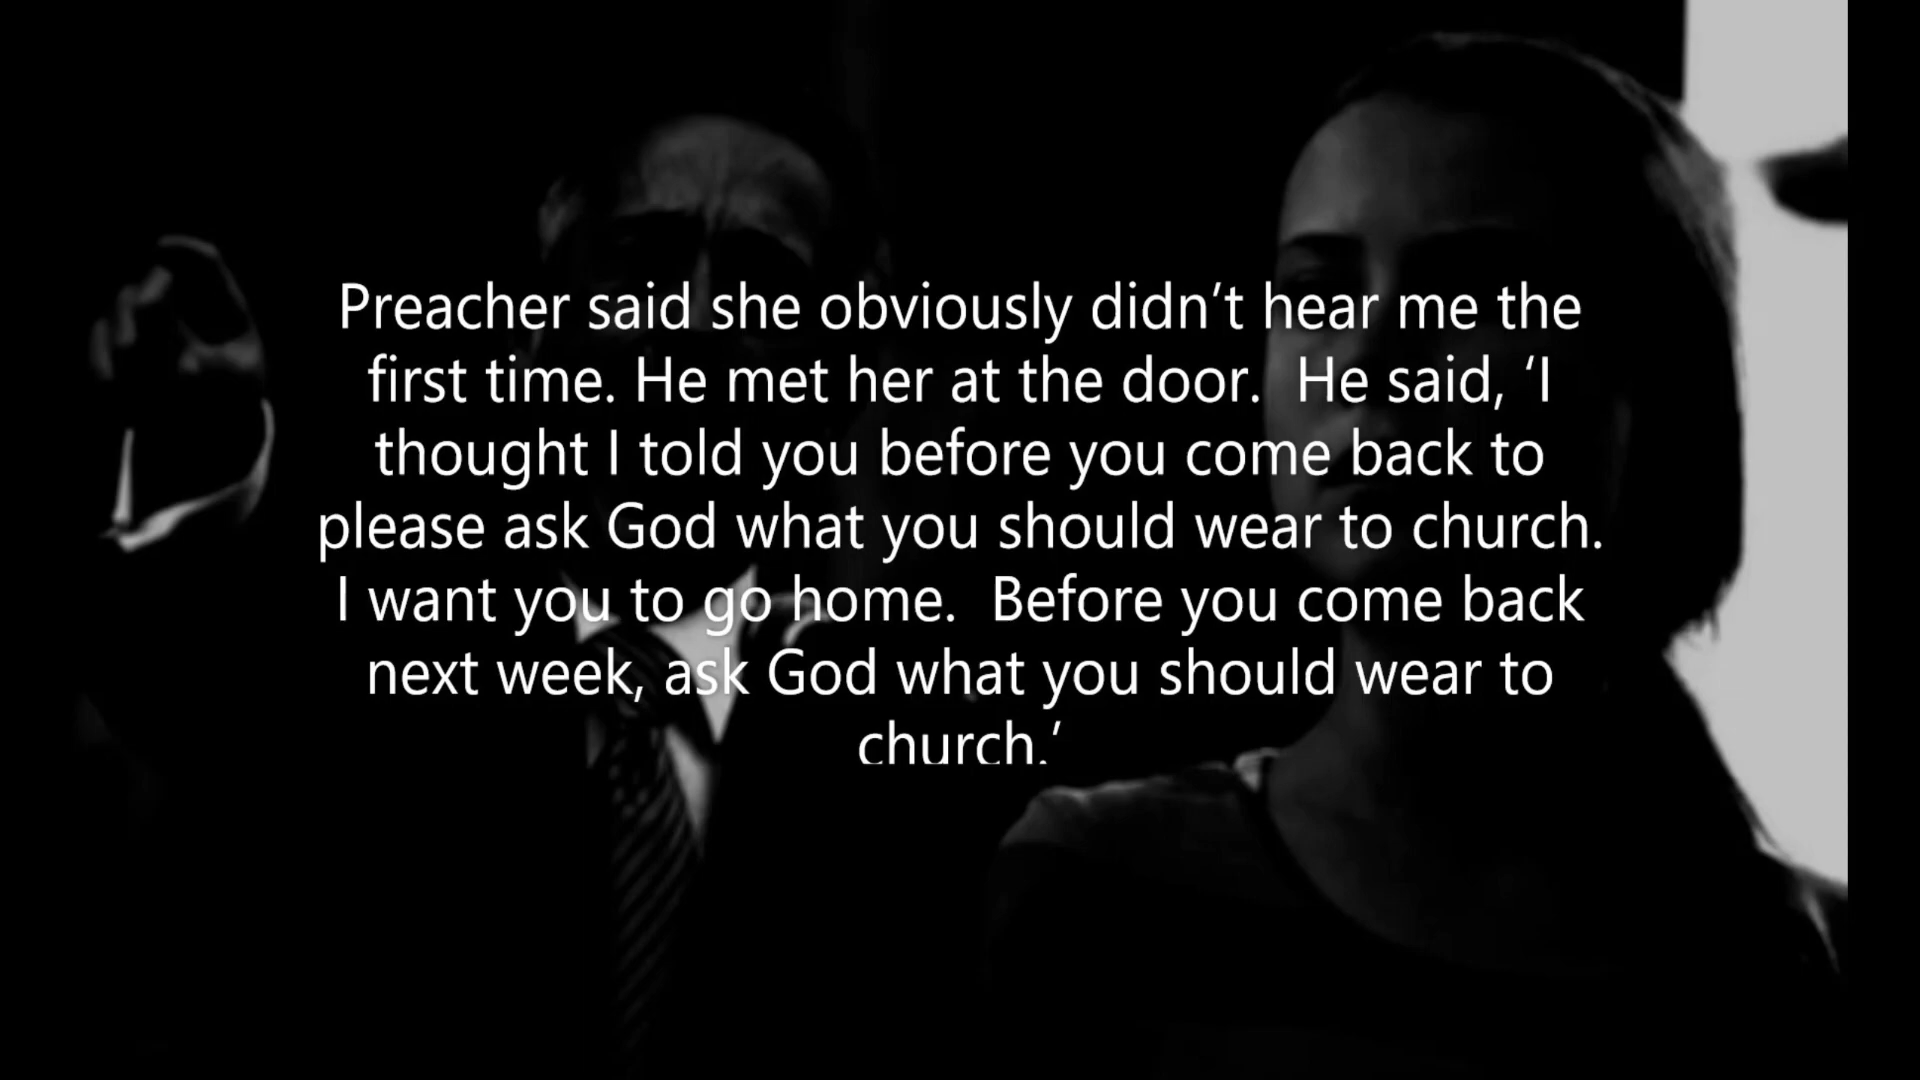 Preacher said she obviously didn’t hear me the
first time. He met her at the door.  He said, ‘I
thought I told you before you come back to
please ask God what you should wear to church.
I want you to go home.  Before you come back
next week, ask God what you should wear to
church.’